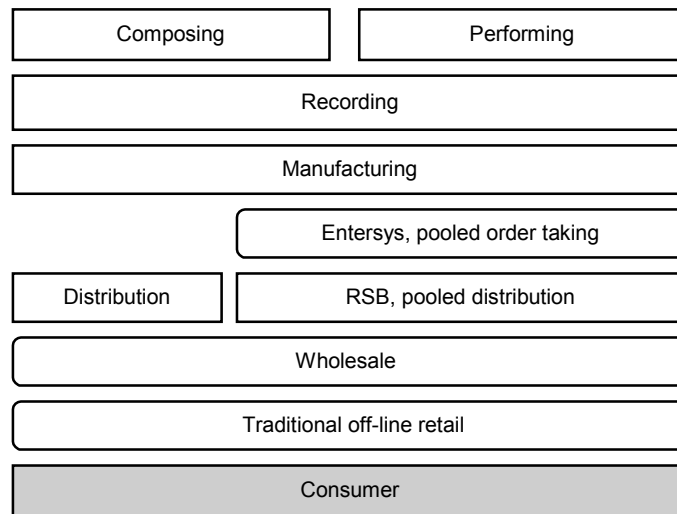 Composing
Performing
Recording
Manufacturing
Entersys, pooled order taking
Distribution
RSB, pooled distribution
Wholesale
Traditional off-line retail
Consumer